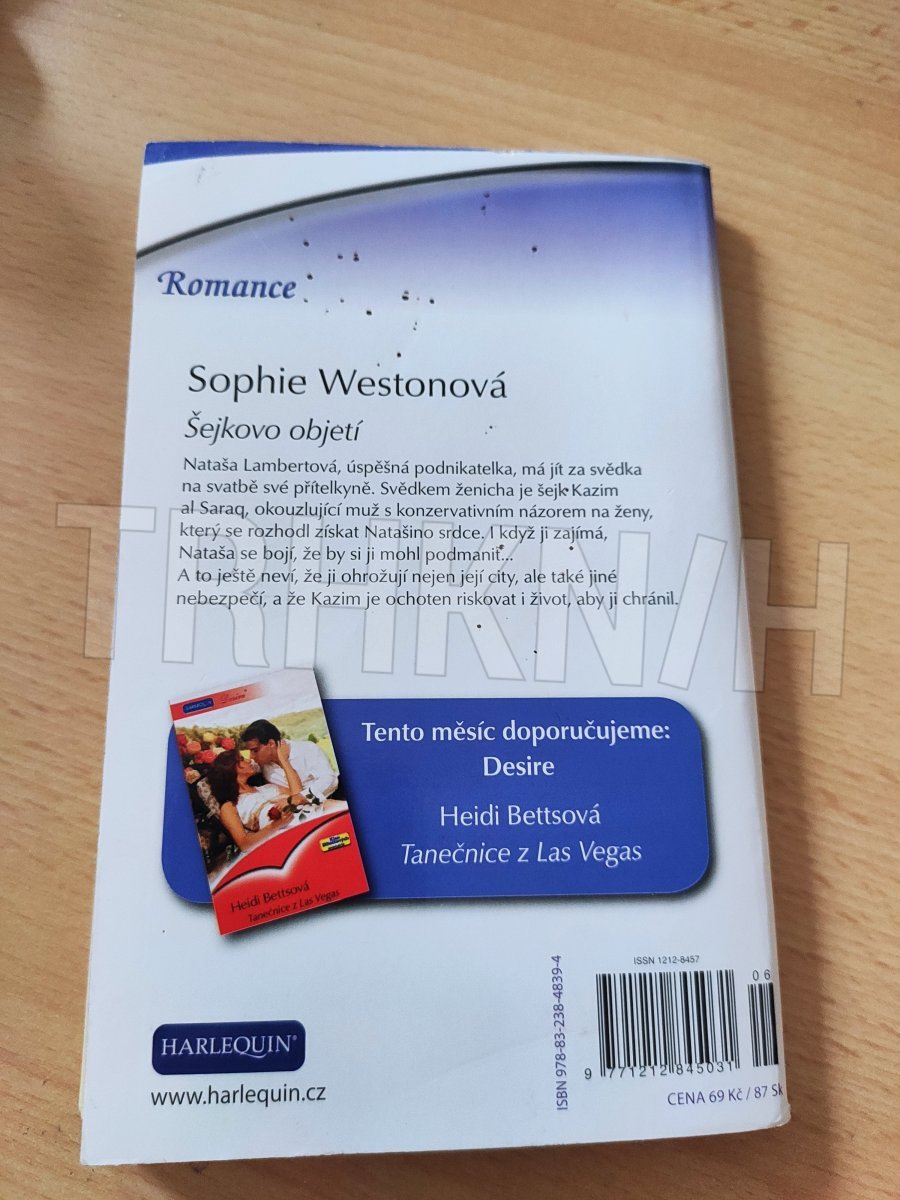 Romance
Sophie Westonová
Šejkovo objetí
Nataša Lambertová, úspěšná podnikatelka, má jít za svědka
na svatbě své přítelkyně. Svědkem ženicha je šejk Kazim
al Saraq, okouzlující muž s konzervativním názorem na ženy,
který se rozhodl získat Natašino srdce. I když ji zajímá,
Nataša se bojí, že by si ji mohl podmanit...
A to ještě neví, že ji ohrožují nejen její city, ale také jiné
nebezpečí, a že Kazim je ochoten riskovat i život, aby ji chránil.
TRHKNIH
Tento měsíc doporučujeme:
Desire
Heidi Bettsová
Tanečnice z Las Vegas
Desire
Heidi Bettsová
Tanečnice z Las Vegas
HARLEQUIN®
www.harlequin.cz
ISBN 978-83-238-4839-4
ISSN 1212-8457
06
9 771212 845031
CENA 69 Kč / 87 Sk